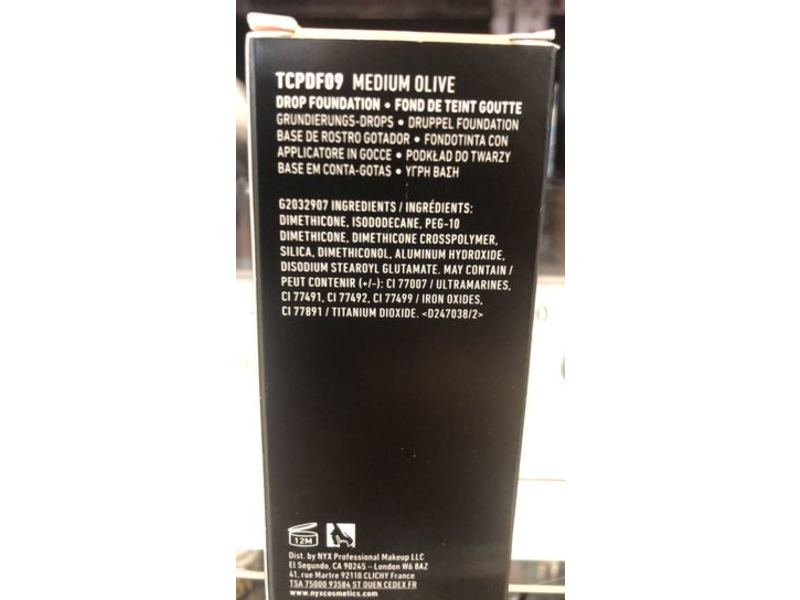 TCPDF09 MEDIUM OLIVE
DROP FOUNDATION • FOND DE TEINT GOUTTE
GRUNDIERUNGS-DROPS • DRUPPEL FOUNDATION
BASE DE ROSTRO GOTADOR • FONDOTINTA CON
APPLICATORE IN GOCCE • PODKŁAD DO TWARZY
BASE EM CONTA-GOTAS • ΥΓΡΗ ΒΑΣΗ
G2032907 INGREDIENTS / INGRÉDIENTS:
DIMETHICONE, ISODODECANE, PEG-10
DIMETHICONE, DIMETHICONE CROSSPOLYMER,
SILICA, DIMETHICONOL, ALUMINUM HYDROXIDE,
DISODIUM STEAROYL GLUTAMATE. MAY CONTAIN /
PEUT CONTENIR (+/-): CI 77007 / ULTRAMARINES,
CI 77491, CI 77492, CI 77499 / IRON OXIDES,
CI 77891 / TITANIUM DIOXIDE. <D247038/2>
12M
Dist. by NYX Professional Makeup LLC
El Segundo, CA 90245 – London W6 8AZ
41, rue Martre 92110 CLICHY France
TSA 75000 93584 ST OUEN CEDEX FR
www.nyxcosmetics.com